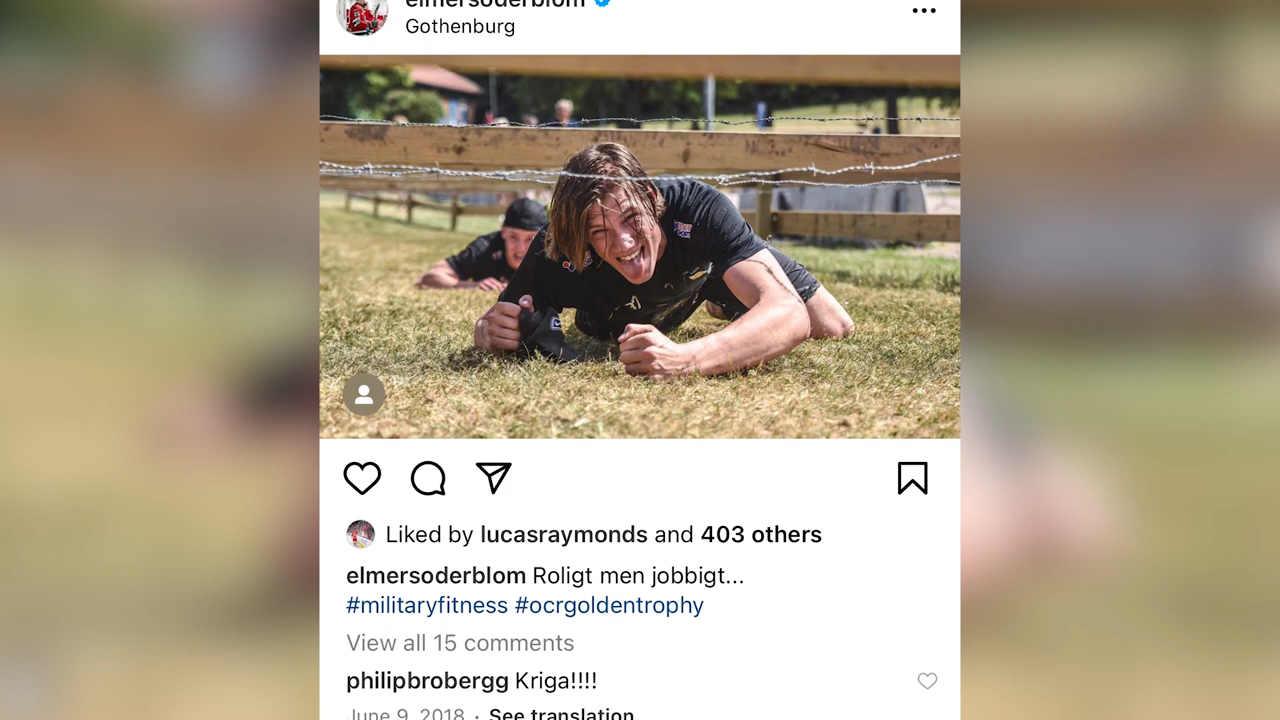 elmersoderblom
Gothenburg
Liked by lucasraymonds and 403 others
elmersoderblom Roligt men jobbigt...
#militaryfitness #ocrgoldentrophy
View all 15 comments
philipbrobergg Kriga!!!!
June 9, 2018 · See translation